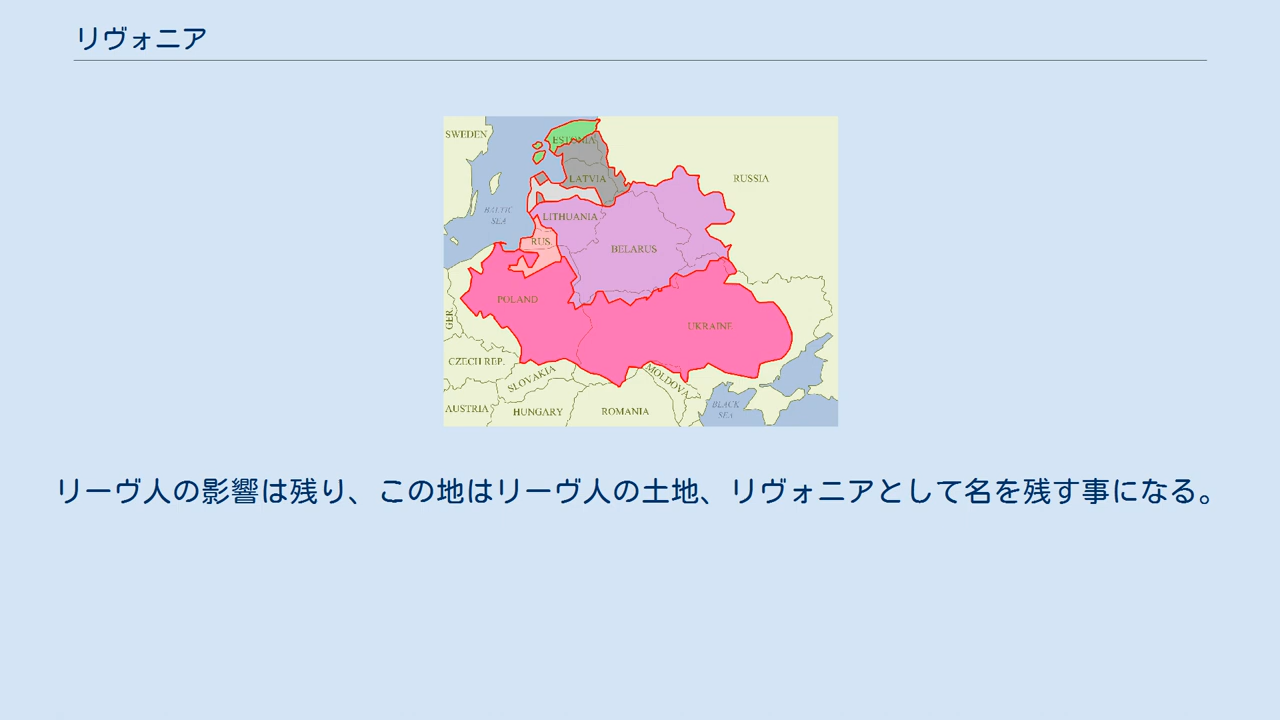 リヴォニア
SWEDEN
ESTONIA
LATVIA
RUSSIA
BALTIC
SEA
LITHUANIA
RUS.
BELARUS
POLAND
GER.
UKRAINE
CZECH REP.
SLOVAKIA
MOLDOVA
AUSTRIA
HUNGARY
ROMANIA
BLACK
SEA
リーヴ人の影響は残り、この地はリーヴ人の土地、リヴォニアとして名を残す事になる。